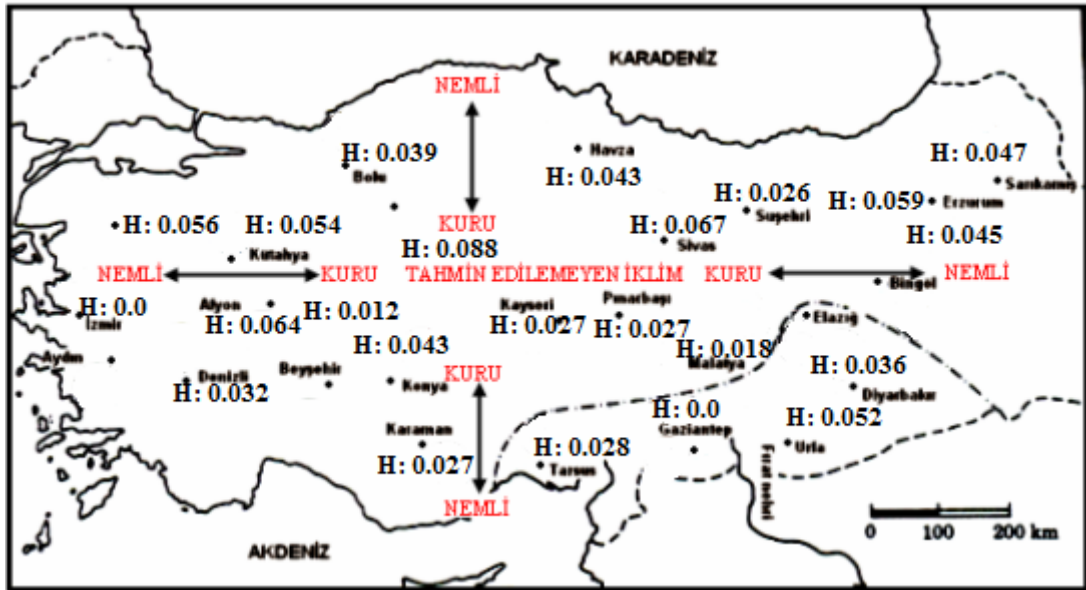 KARADENİZ
NEMLİ
H: 0.039
Bolu
Havza
H: 0.043
H: 0.047
Sarıkamış
H: 0.026
Suşehri
H: 0.059
Erzurum
H: 0.056
H: 0.054
KURU
H: 0.067
Sivas
H: 0.045
Kutahya
H: 0.088
NEMLİ
KURU
TAHMİN EDİLEMEYEN İKLİM
KURU
NEMLİ
Bingöl
H: 0.0
İzmir
Afyon
H: 0.064
H: 0.012
Kayseri
H: 0.027
Pınarbaşı
H: 0.027
Elazığ
Aydın
H: 0.043
H: 0.018
Malatya
Denizli
H: 0.032
Beyşehir
KURU
Konya
H: 0.036
Diyarbakır
H: 0.0
Gaziantep
H: 0.052
Urfa
Karaman
H: 0.027
H: 0.028
Tarsus
Fırat nehri
NEMLİ
0 100 200 km
AKDENİZ